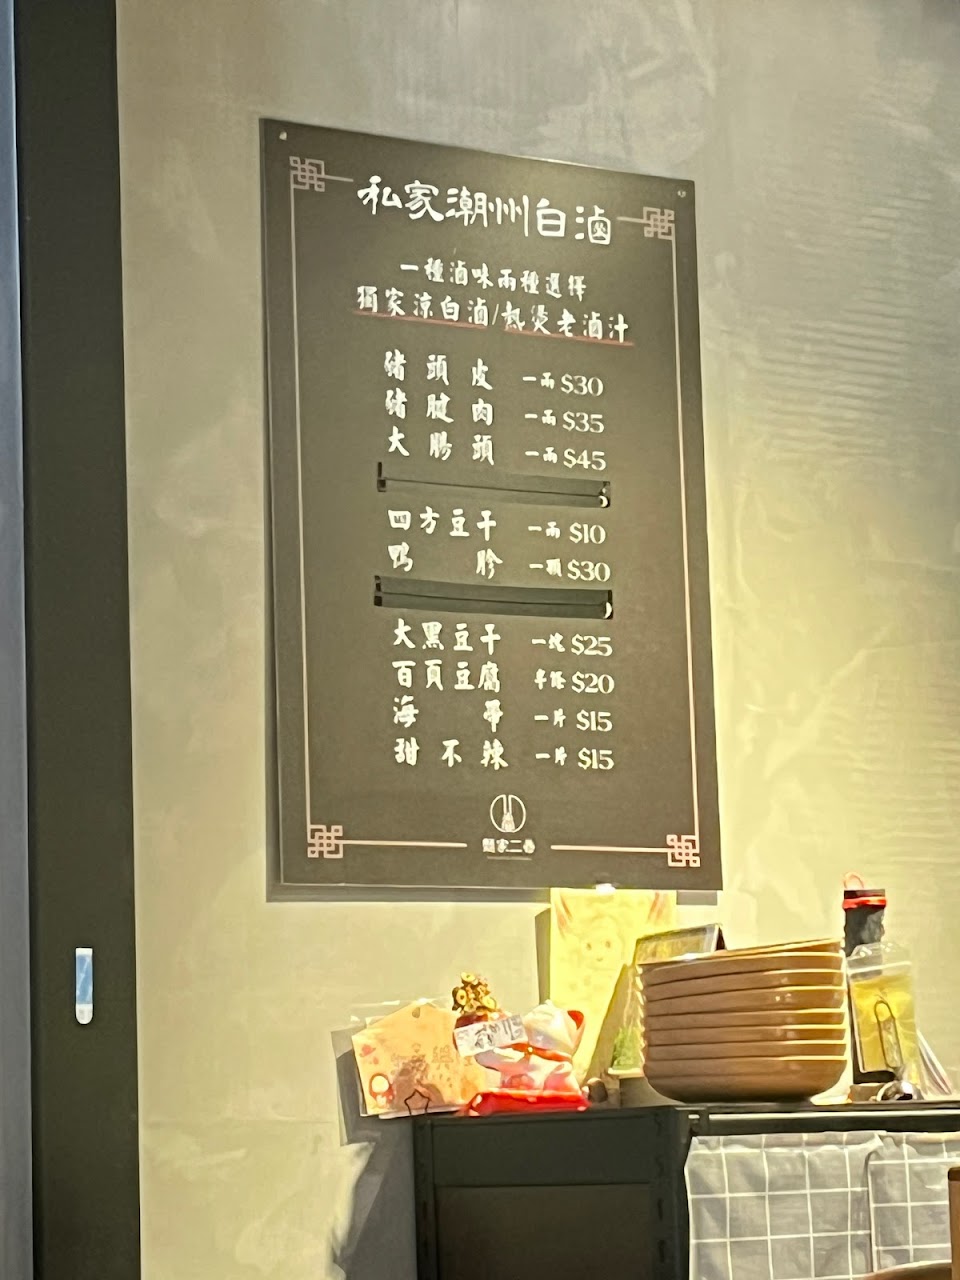 私家潮州白滷
一種滷味兩種選擇
獨家涼白滷/熱燙老滷汁
豬頭皮 一兩 $30
豬腱肉 一兩 $35
大腸頭 一兩 $45
四方豆干 一兩 $10
鴨胗 一顆 $30
大黑豆干 一塊 $25
百頁豆腐 半條 $20
海帶 一片 $15
甜不辣 一片 $15
麵家二巷